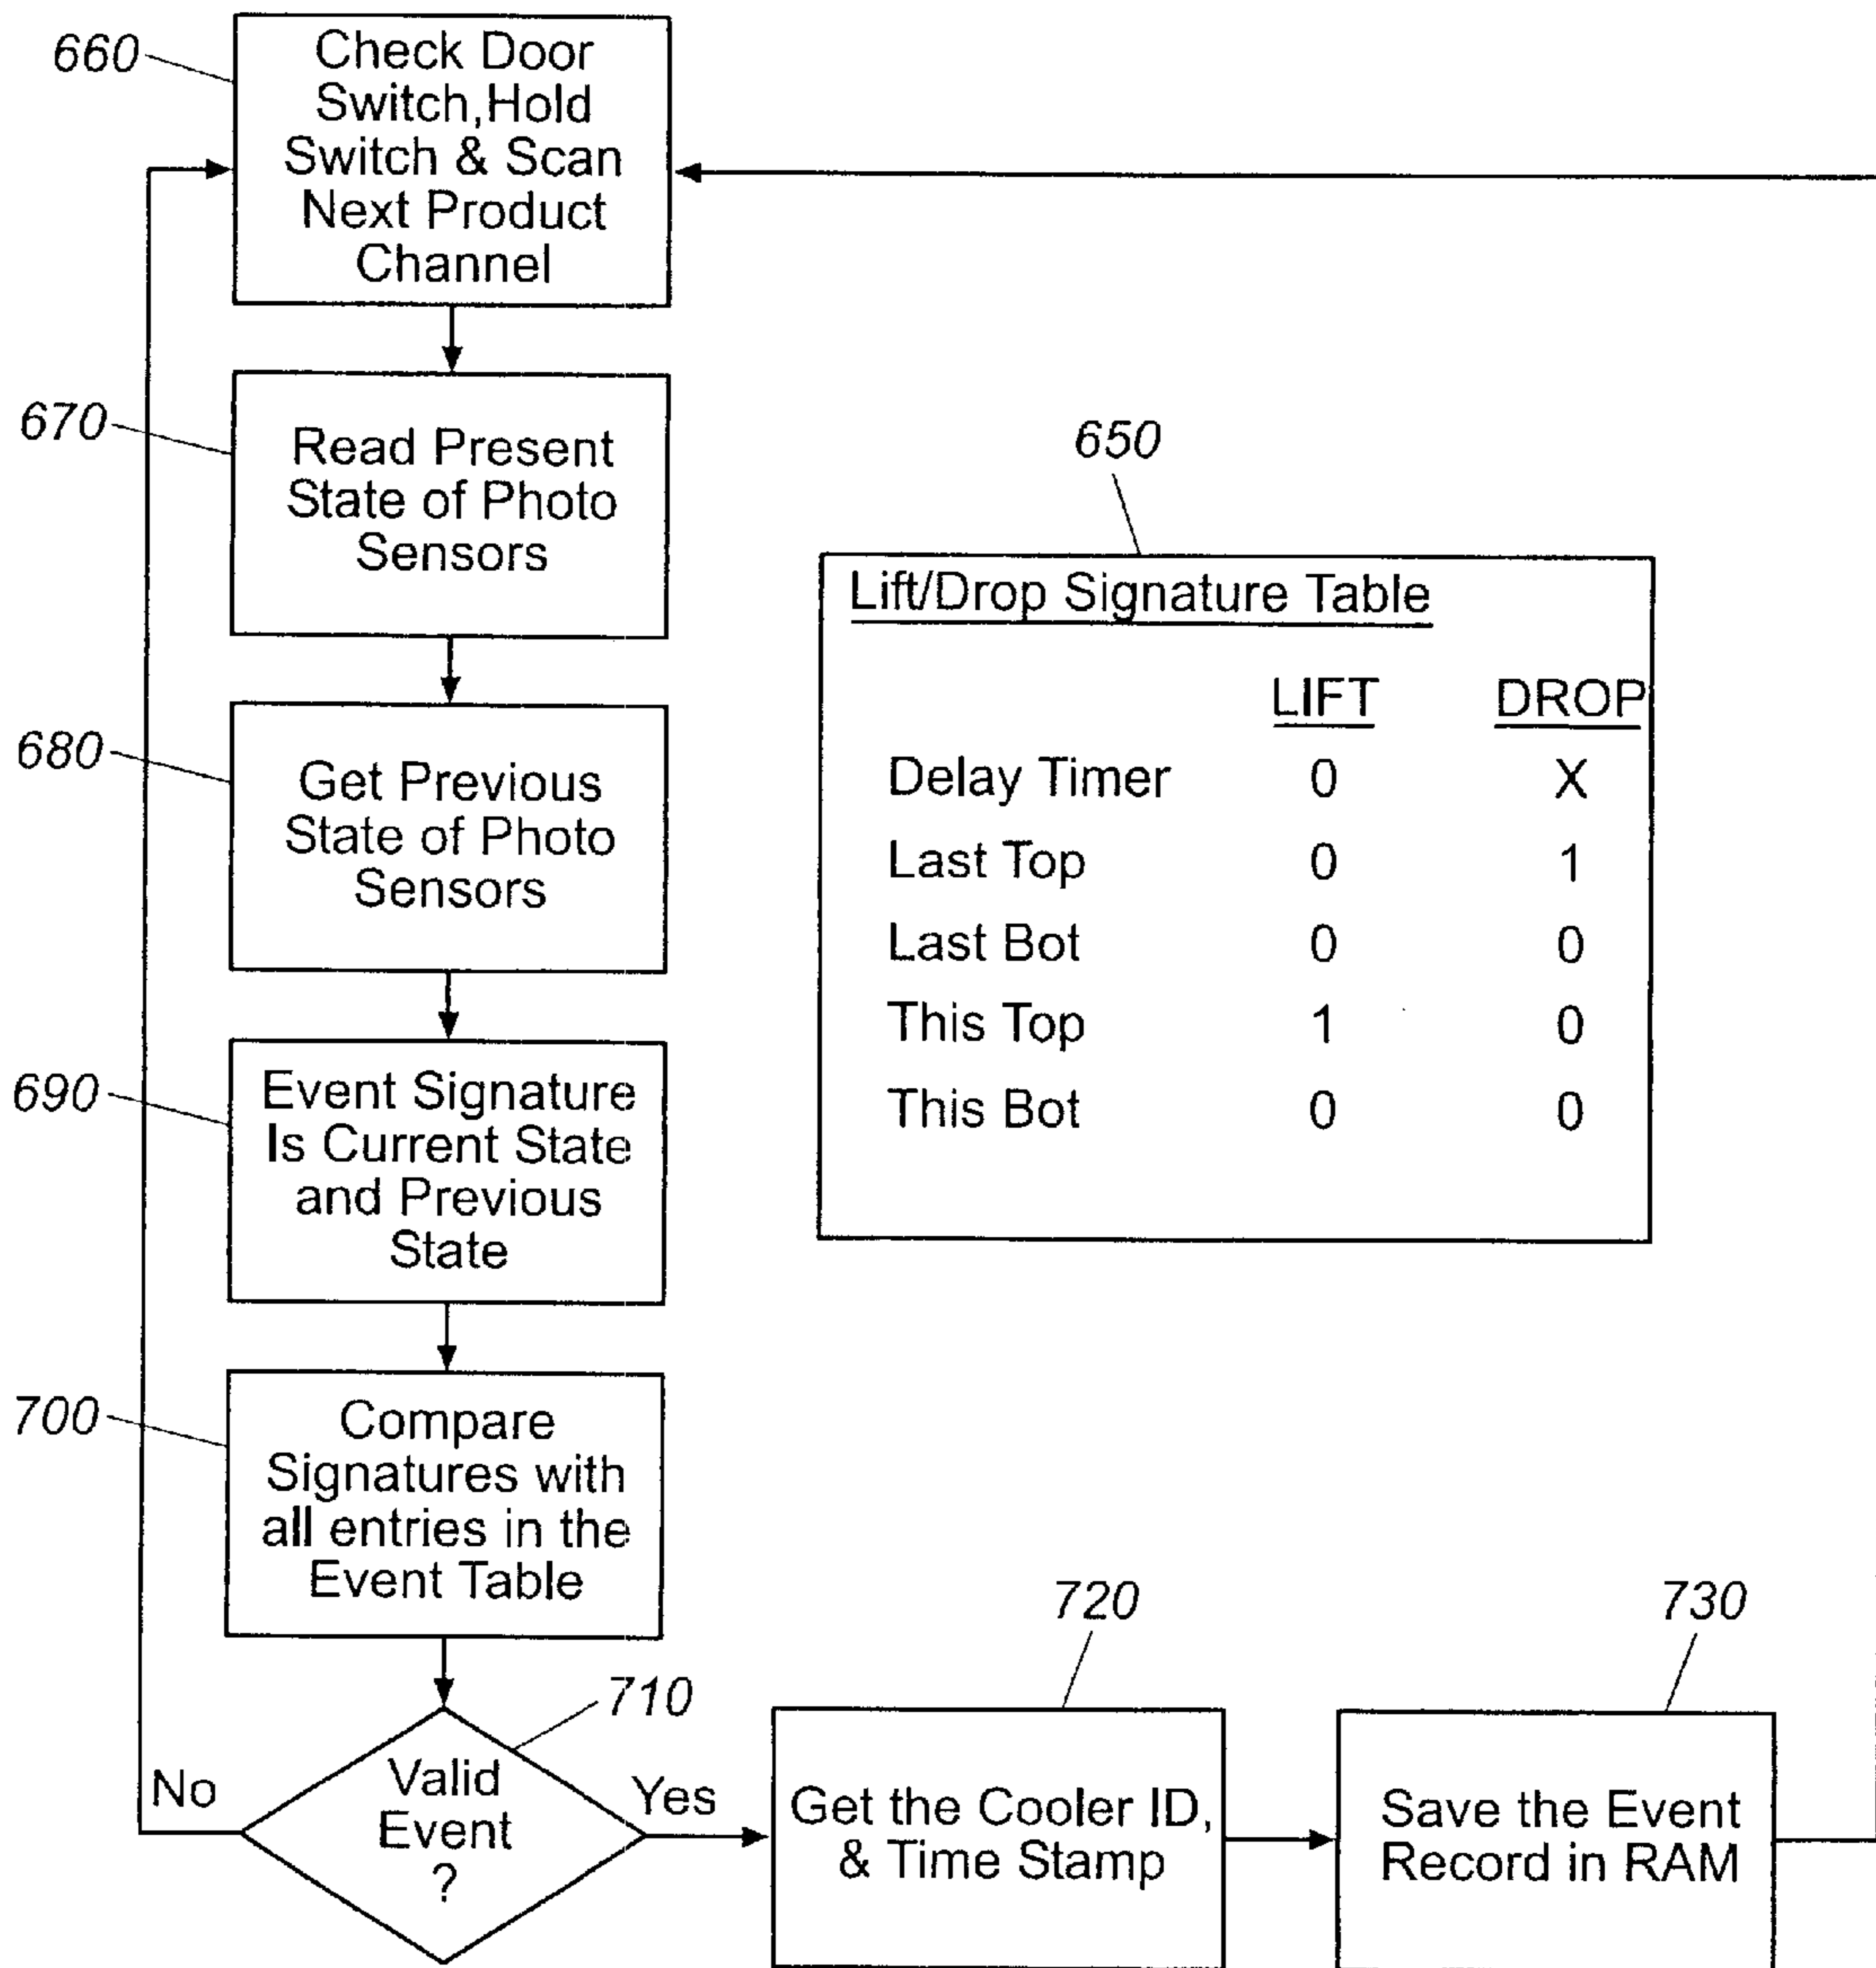 660
Check Door
Switch,Hold
Switch & Scan
Next Product
Channel
670
Read Present
State of Photo
Sensors
680
Get Previous
State of Photo
Sensors
690
Event Signature
Is Current State
and Previous
State
700
Compare
Signatures with
all entries in the
Event Table
710
Valid
Event
?
No
Yes
720
Get the Cooler ID,
& Time Stamp
730
Save the Event
Record in RAM
650
Lift/Drop Signature Table
LIFT DROP
Delay Timer 0 X
Last Top 0 1
Last Bot 0 0
This Top 1 0
This Bot 0 0